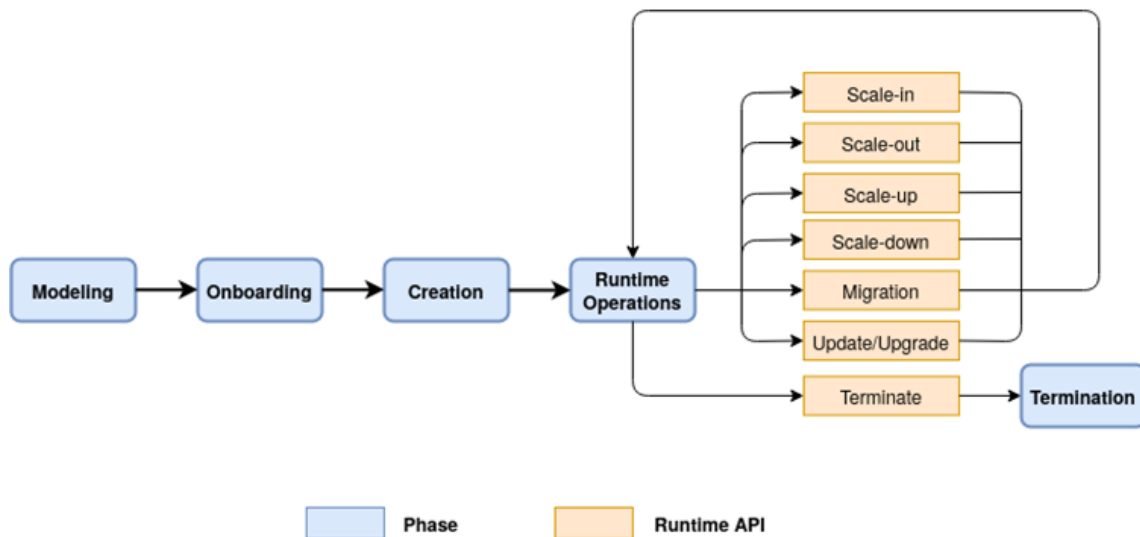 Scale-in
Scale-out
Scale-up
Scale-down
Modeling
Onboarding
Creation
Runtime
Operations
Migration
Update/Upgrade
Terminate
Termination
Phase
Runtime API